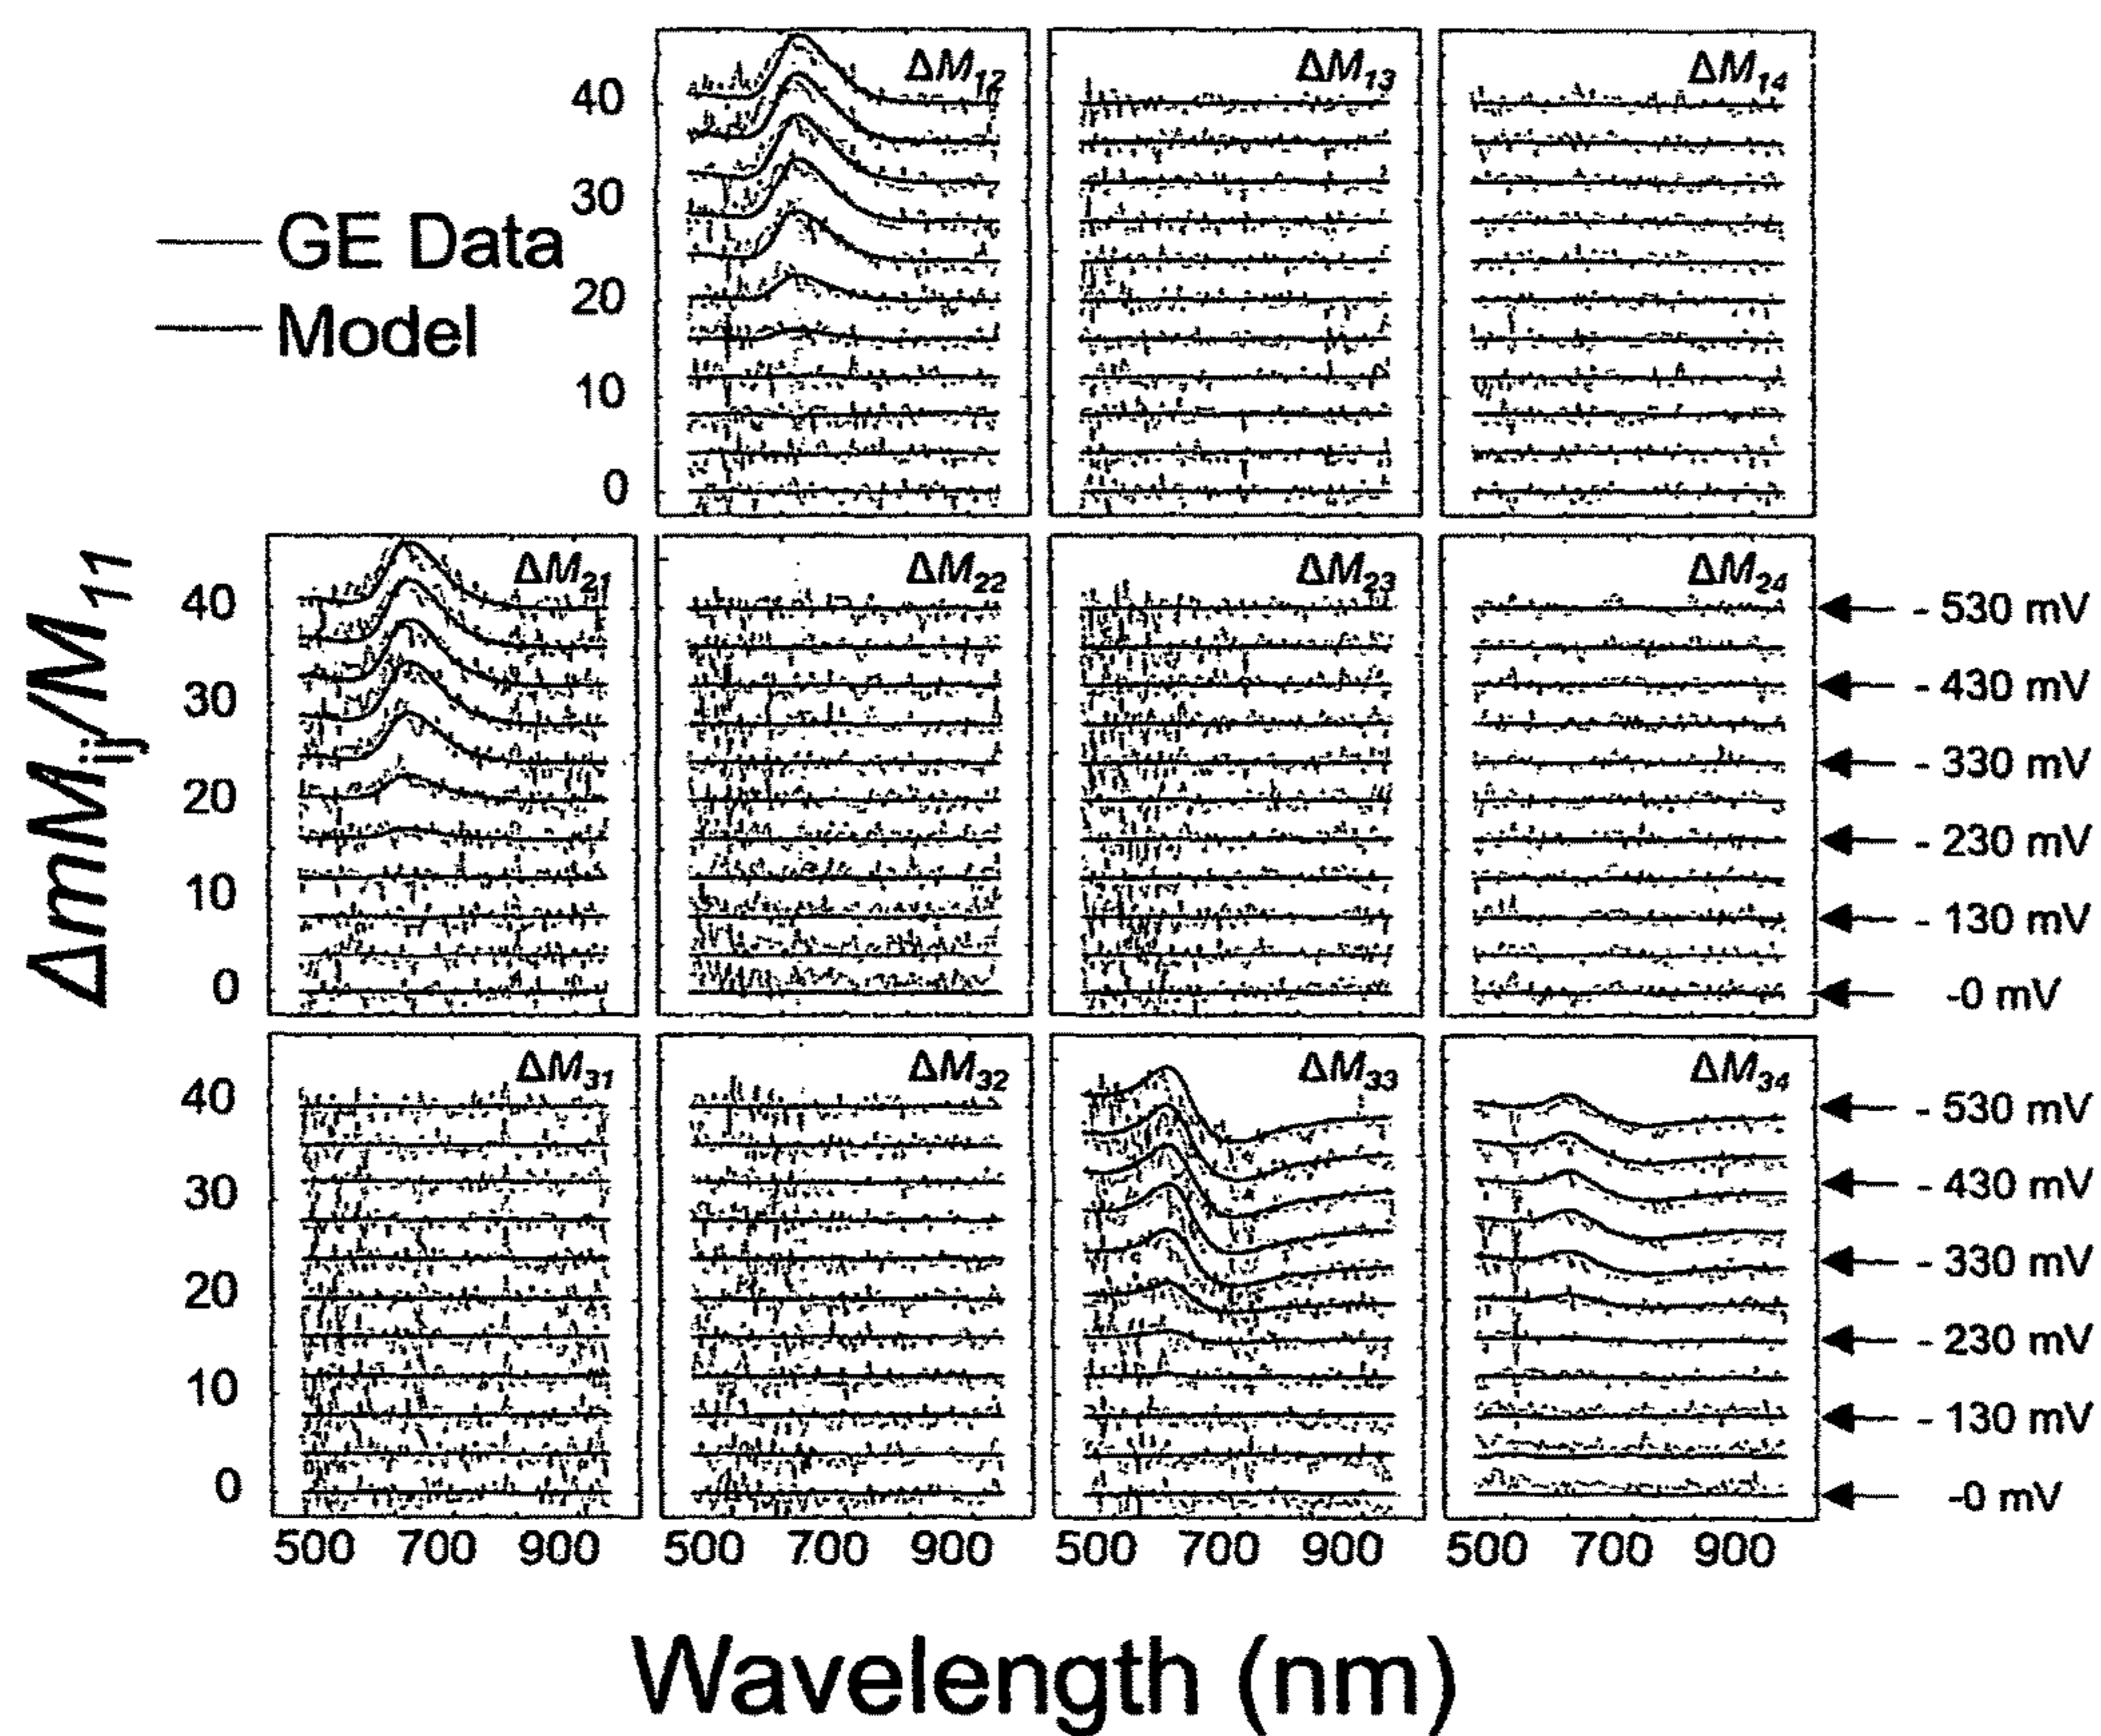 ΔM12 ΔM13 ΔM14
40
30
GE Data
20
Model
10
0
ΔmMij/M11
ΔM21 ΔM22 ΔM23 ΔM24
40 - 530 mV
30 - 430 mV
- 330 mV
20
- 230 mV
10 - 130 mV
0 -0 mV
ΔM31 ΔM32 ΔM33 ΔM34
40 - 530 mV
30 - 430 mV
- 330 mV
20
- 230 mV
10 - 130 mV
0 -0 mV
500 700 900 500 700 900 500 700 900 500 700 900
Wavelength (nm)